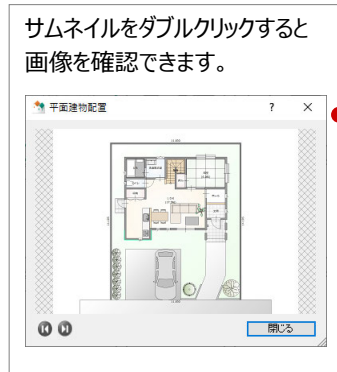 サムネイルをダブルクリックすると
画像を確認できます。
平面建物配置
?
×
閉じる